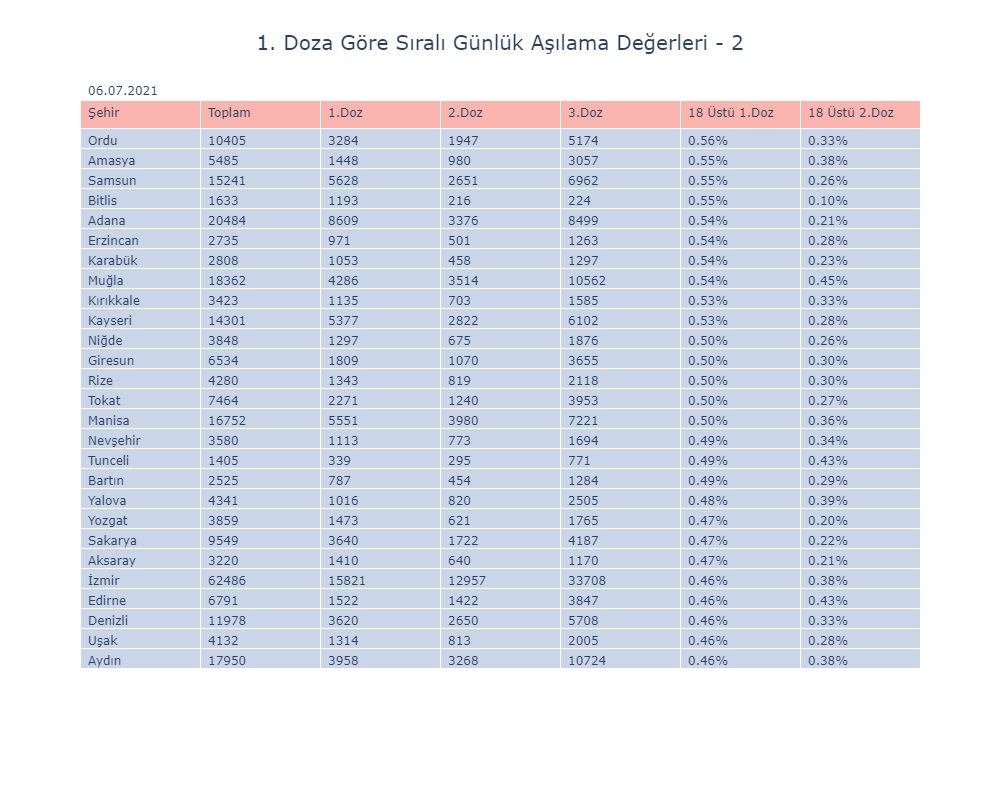 1. Doza Göre Sıralı Günlük Aşılama Değerleri - 2
06.07.2021
Şehir Toplam 1.Doz 2.Doz 3.Doz 18 Üstü 1.Doz 18 Üstü 2.Doz
Ordu 10405 3284 1947 5174 0.56% 0.33%
Amasya 5485 1448 980 3057 0.55% 0.38%
Samsun 15241 5628 2651 6962 0.55% 0.26%
Bitlis 1633 1193 216 224 0.55% 0.10%
Adana 20484 8609 3376 8499 0.54% 0.21%
Erzincan 2735 971 501 1263 0.54% 0.28%
Karabük 2808 1053 458 1297 0.54% 0.23%
Muğla 18362 4286 3514 10562 0.54% 0.45%
Kırıkkale 3423 1135 703 1585 0.53% 0.33%
Kayseri 14301 5377 2822 6102 0.53% 0.28%
Niğde 3848 1297 675 1876 0.50% 0.26%
Giresun 6534 1809 1070 3655 0.50% 0.30%
Rize 4280 1343 819 2118 0.50% 0.30%
Tokat 7464 2271 1240 3953 0.50% 0.27%
Manisa 16752 5551 3980 7221 0.50% 0.36%
Nevşehir 3580 1113 773 1694 0.49% 0.34%
Tunceli 1405 339 295 771 0.49% 0.43%
Bartın 2525 787 454 1284 0.49% 0.29%
Yalova 4341 1016 820 2505 0.48% 0.39%
Yozgat 3859 1473 621 1765 0.47% 0.20%
Sakarya 9549 3640 1722 4187 0.47% 0.22%
Aksaray 3220 1410 640 1170 0.47% 0.21%
İzmir 62486 15821 12957 33708 0.46% 0.38%
Edirne 6791 1522 1422 3847 0.46% 0.43%
Denizli 11978 3620 2650 5708 0.46% 0.33%
Uşak 4132 1314 813 2005 0.46% 0.28%
Aydın 17950 3958 3268 10724 0.46% 0.38%